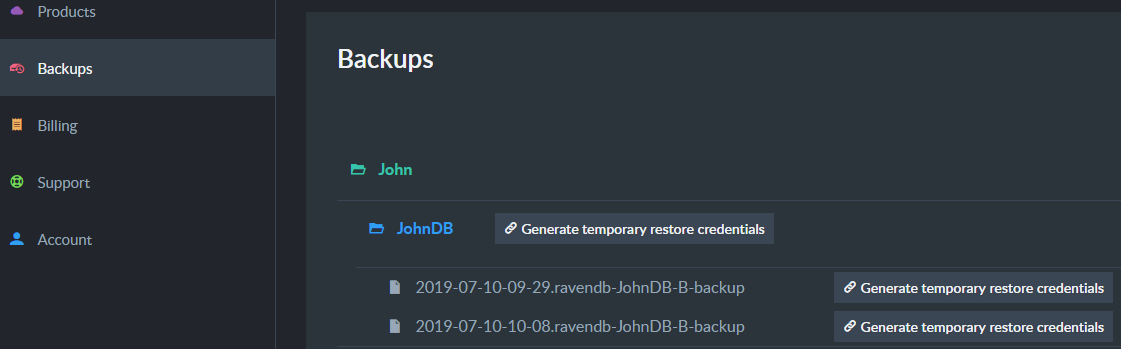 Products
Backups
Billing
Support
Account
Backups
John
JohnDB Generate temporary restore credentials
2019-07-10-09-29.ravendb-JohnDB-B-backup Generate temporary restore credentials
2019-07-10-10-08.ravendb-JohnDB-B-backup Generate temporary restore credentials